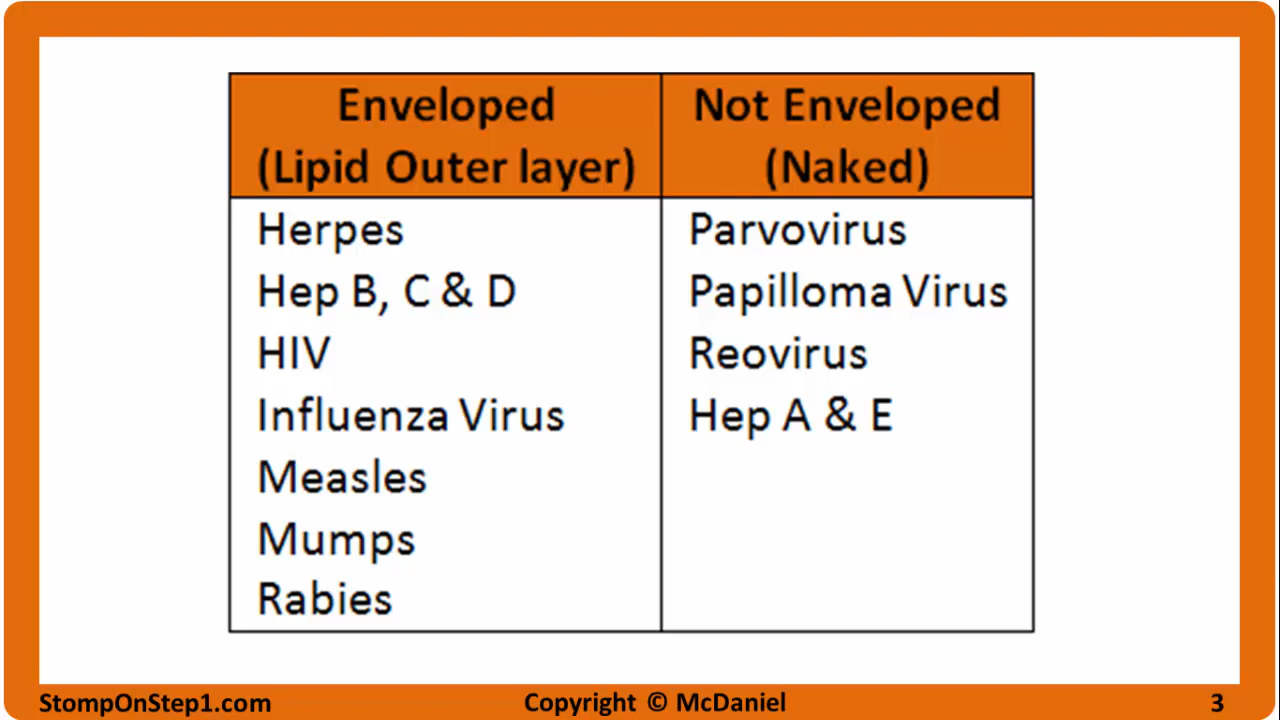 Enveloped
(Lipid Outer layer)
Not Enveloped
(Naked)
Herpes
Hep B, C & D
HIV
Influenza Virus
Measles
Mumps
Rabies
Parvovirus
Papilloma Virus
Reovirus
Hep A & E
StompOnStep1.com
Copyright © McDaniel
3